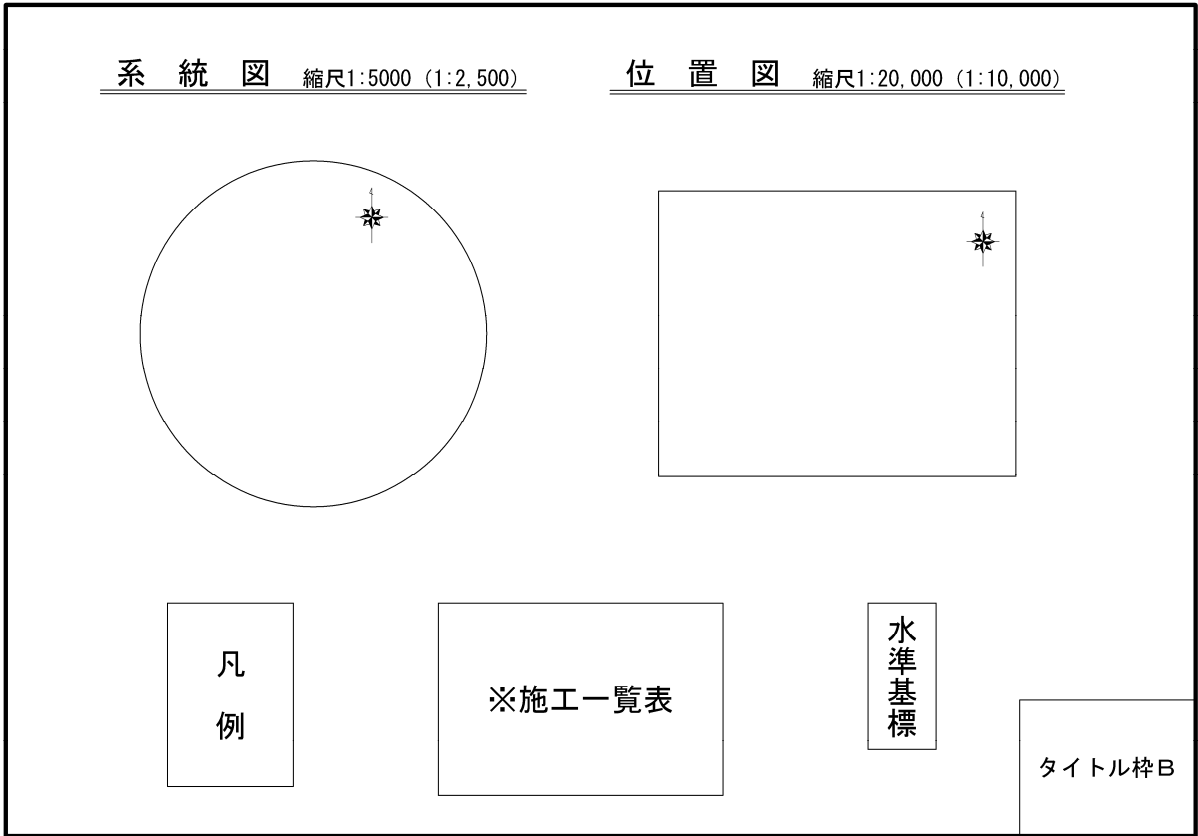 系 統 図 縮尺1:5000 (1:2,500)
位 置 図 縮尺1:20,000 (1:10,000)
凡
例
※施工一覧表
水
準
基
標
タイトル枠B